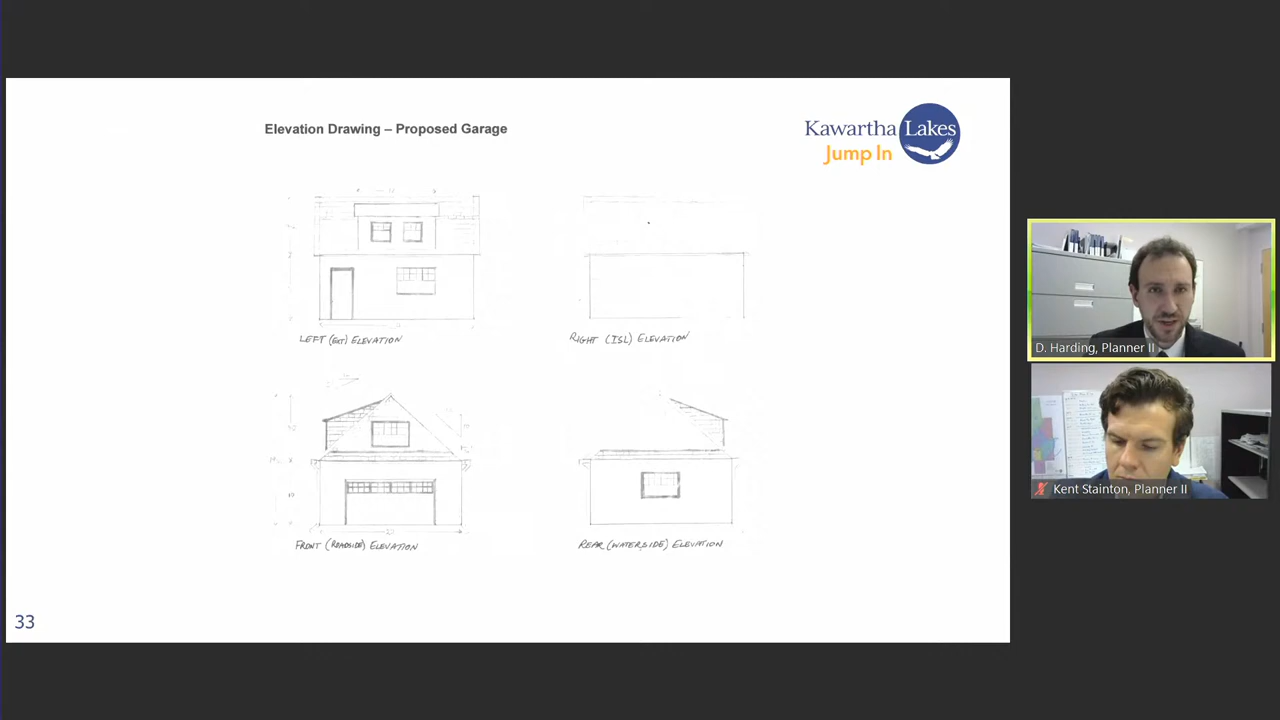 Elevation Drawing – Proposed Garage
Kawartha Lakes
Jump In
LEFT (EXT) ELEVATION
RIGHT (ISL) ELEVATION
FRONT (ROADSIDE) ELEVATION
REAR (WATERSIDE) ELEVATION
33
D. Harding, Planner II
Kent Stainton, Planner II